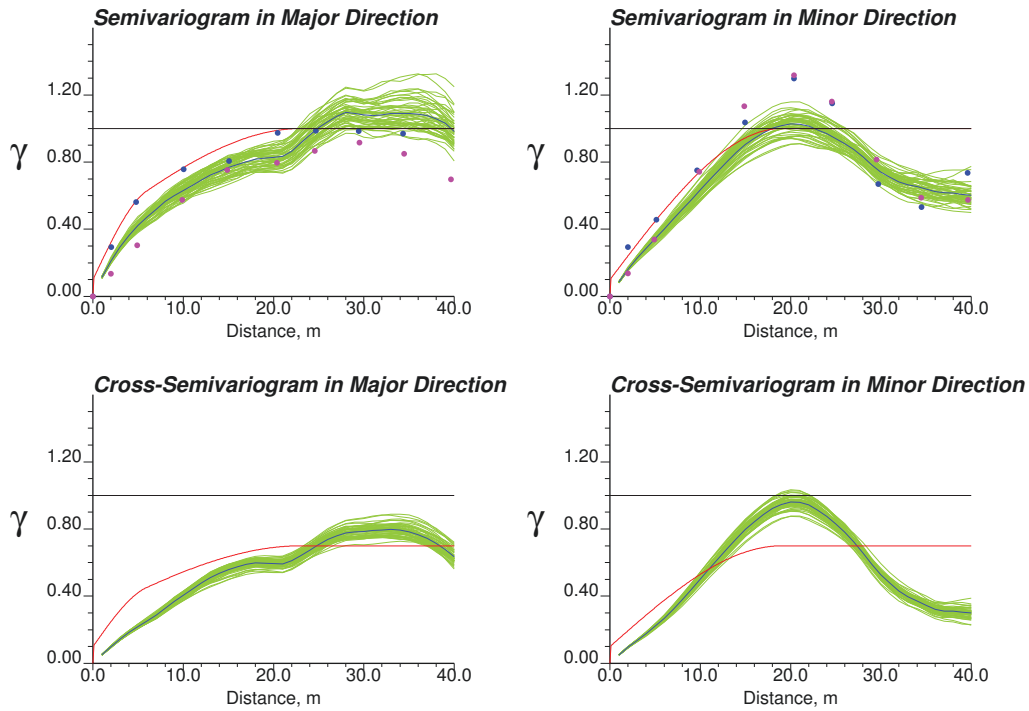 Semivariogram in Major Direction
γ
1.20
0.80
0.40
0.00
0.0 10.0 20.0 30.0 40.0
Distance, m
Semivariogram in Minor Direction
γ
1.20
0.80
0.40
0.00
0.0 10.0 20.0 30.0 40.0
Distance, m
Cross-Semivariogram in Major Direction
γ
1.20
0.80
0.40
0.00
0.0 10.0 20.0 30.0 40.0
Distance, m
Cross-Semivariogram in Minor Direction
γ
1.20
0.80
0.40
0.00
0.0 10.0 20.0 30.0 40.0
Distance, m